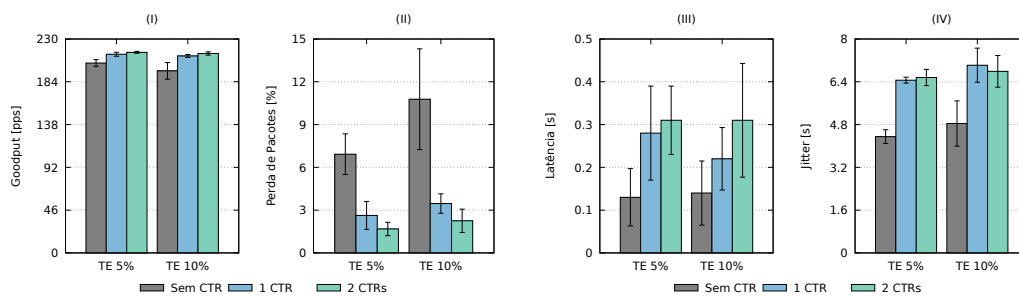 (I)
Goodput [pps]
230
184
138
92
46
0
TE 5% TE 10%
(II)
Perda de Pacotes [%]
15
12
9
6
3
0
TE 5% TE 10%
Sem CTR 1 CTR 2 CTRs
(III)
Latência [s]
0.5
0.4
0.3
0.2
0.1
0
TE 5% TE 10%
(IV)
Jitter [s]
8
6.4
4.8
3.2
1.6
0
TE 5% TE 10%
Sem CTR 1 CTR 2 CTRs